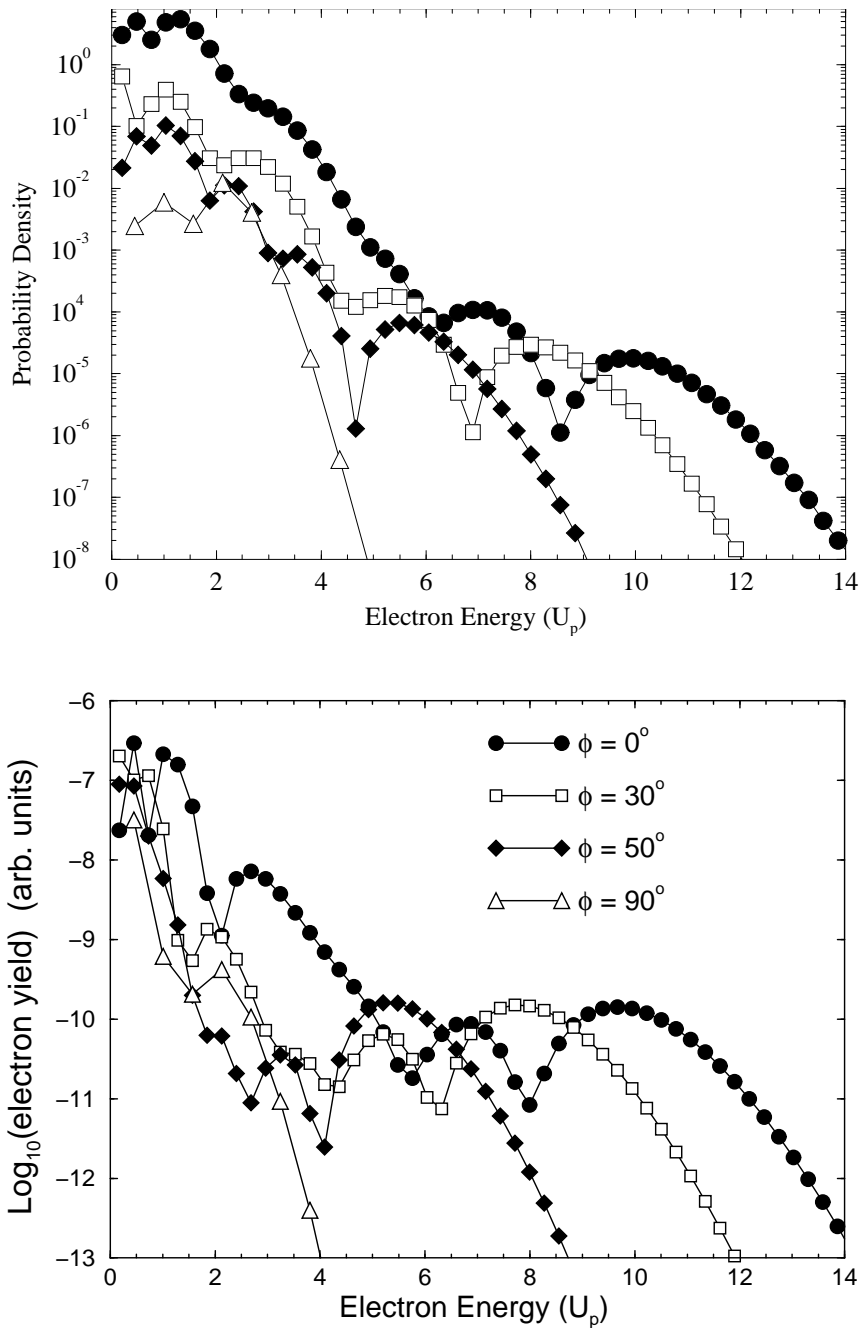 Probability Density
10^0
10^-1
10^-2
10^-3
10^-4
10^-5
10^-6
10^-7
10^-8
0 2 4 6 8 10 12 14
Electron Energy (U_p)
Log_10(electron yield) (arb. units)
−6
−7
−8
−9
−10
−11
−12
−13
ϕ = 0°
ϕ = 30°
ϕ = 50°
ϕ = 90°
0 2 4 6 8 10 12 14
Electron Energy (U_p)